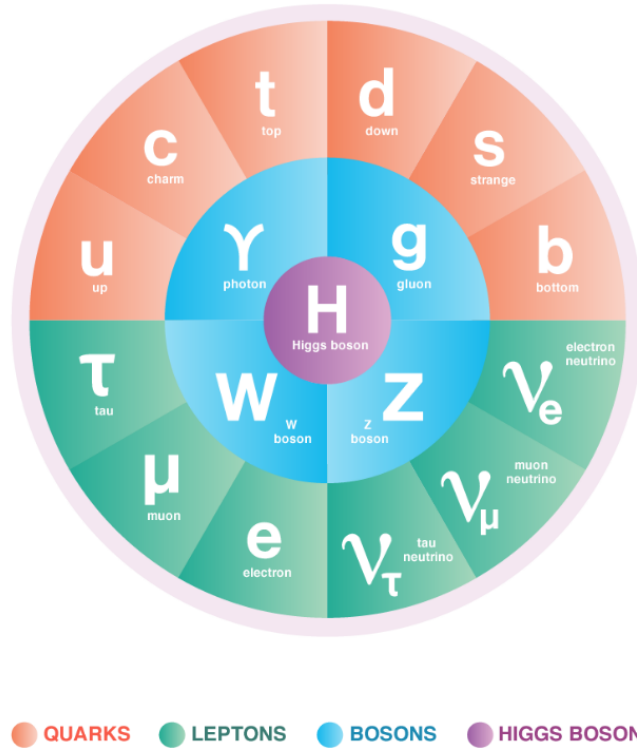 t
top
d
down
c
charm
s
strange
u
up
b
bottom
γ
photon
g
gluon
H
Higgs boson
W
W
boson
Z
Z
boson
τ
tau
νe
electron
neutrino
μ
muon
νμ
muon
neutrino
e
electron
ντ
tau
neutrino
QUARKS LEPTONS BOSONS HIGGS BOSON